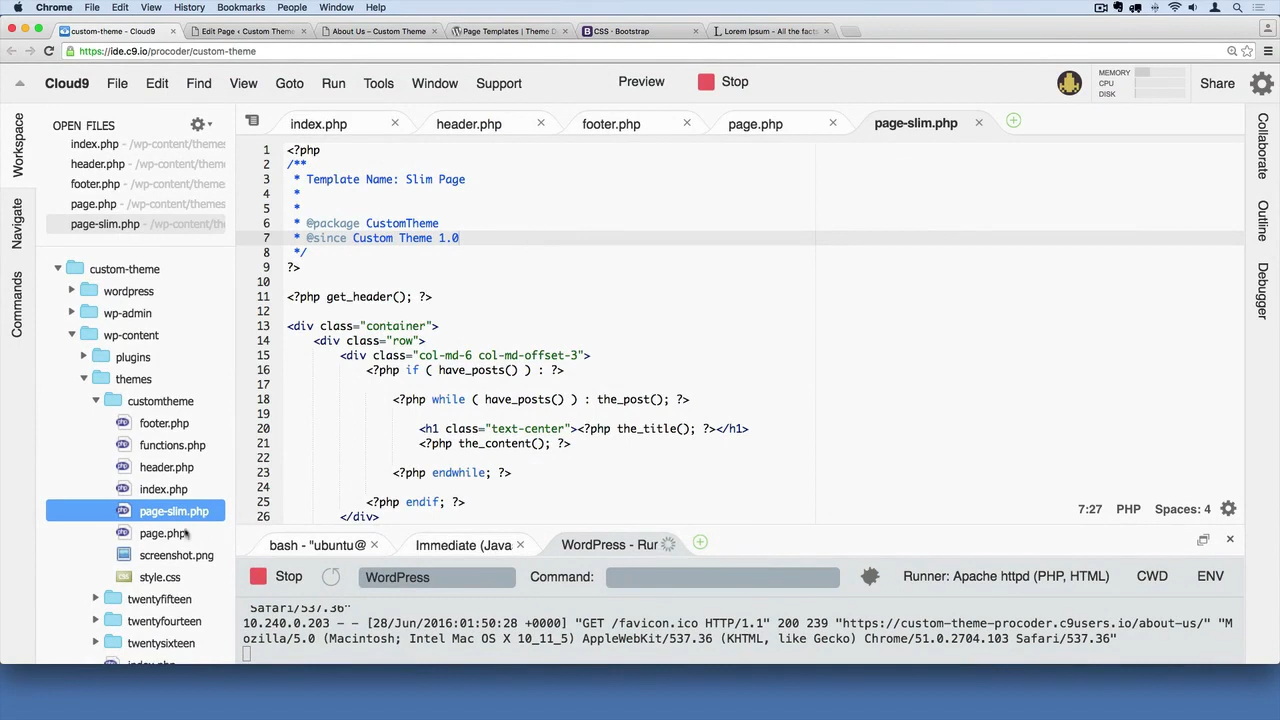 Chrome File Edit View History Bookmarks People Window Help
custom-theme - Cloud9 Edit Page ‹ Custom Theme About Us – Custom Theme Page Templates | Theme D CSS · Bootstrap Lorem Ipsum - All the facts
https://ide.c9.io/procoder/custom-theme
Cloud9 File Edit Find View Goto Run Tools Window Support Preview Stop MEMORY CPU DISK Share
Workspace
Navigate
Commands
OPEN FILES
index.php - /wp-content/themes
header.php - /wp-content/theme
footer.php - /wp-content/theme
page.php - /wp-content/themes
page-slim.php - /wp-content/th
custom-theme
wordpress
wp-admin
wp-content
plugins
themes
customtheme
footer.php
functions.php
header.php
index.php
page-slim.php
page.php
screenshot.png
style.css
twentyfifteen
twentyfourteen
twentysixteen
index.php
index.php header.php footer.php page.php page-slim.php
1 <?php
2 /**
3 * Template Name: Slim Page
4 *
5 *
6 * @package CustomTheme
7 * @since Custom Theme 1.0
8 */
9 ?>
10
11 <?php get_header(); ?>
12
13 <div class="container">
14 <div class="row">
15 <div class="col-md-6 col-md-offset-3">
16 <?php if ( have_posts() ) : ?>
17
18 <?php while ( have_posts() ) : the_post(); ?>
19
20 <h1 class="text-center"><?php the_title(); ?></h1>
21 <?php the_content(); ?>
22
23 <?php endwhile; ?>
24
25 <?php endif; ?>
26 </div>
7:27 PHP Spaces: 4
Collaborate
Outline
Debugger
bash - "ubuntu@ Immediate (Java WordPress - Rur
Stop WordPress Command: Runner: Apache httpd (PHP, HTML) CWD ENV
Safari/537.36"
10.240.0.203 - - [28/Jun/2016:01:50:28 +0000] "GET /favicon.ico HTTP/1.1" 200 239 "https://custom-theme-procoder.c9users.io/about-us/" "M
ozilla/5.0 (Macintosh; Intel Mac OS X 10_11_5) AppleWebKit/537.36 (KHTML, like Gecko) Chrome/51.0.2704.103 Safari/537.36"